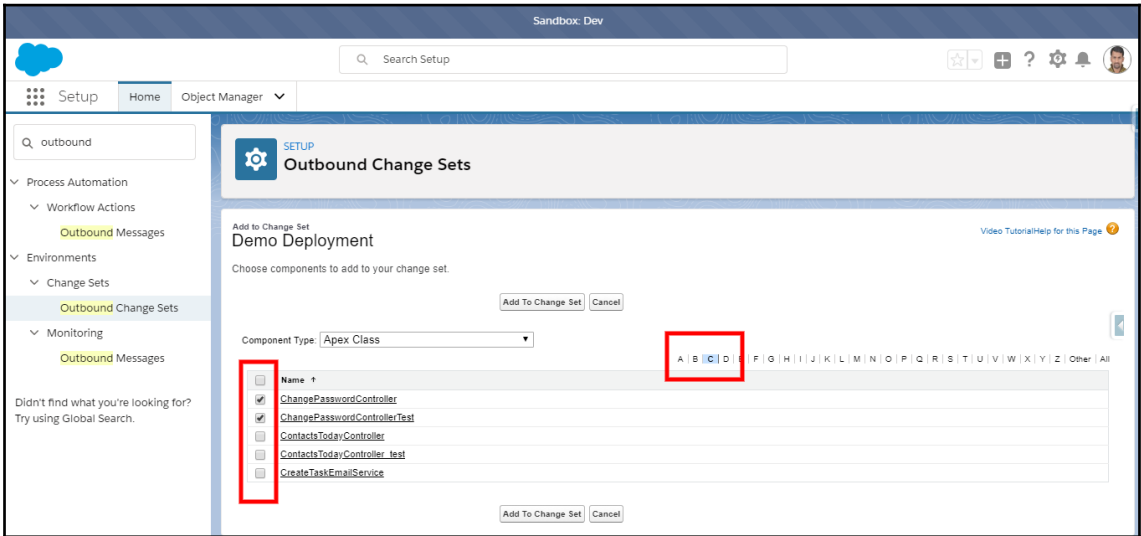 Sandbox: Dev
Search Setup
Setup Home Object Manager
outbound
Process Automation
Workflow Actions
Outbound Messages
Environments
Change Sets
Outbound Change Sets
Monitoring
Outbound Messages
Didn't find what you're looking for?
Try using Global Search.
SETUP
Outbound Change Sets
Add to Change Set
Demo Deployment
Video Tutorial Help for this Page
Choose components to add to your change set.
Add To Change Set Cancel
Component Type: Apex Class
A | B | C | D | E | F | G | H | I | J | K | L | M | N | O | P | Q | R | S | T | U | V | W | X | Y | Z | Other | All
Name ↑
ChangePasswordController
ChangePasswordControllerTest
ContactsTodayController
ContactsTodayController_test
CreateTaskEmailService
Add To Change Set Cancel